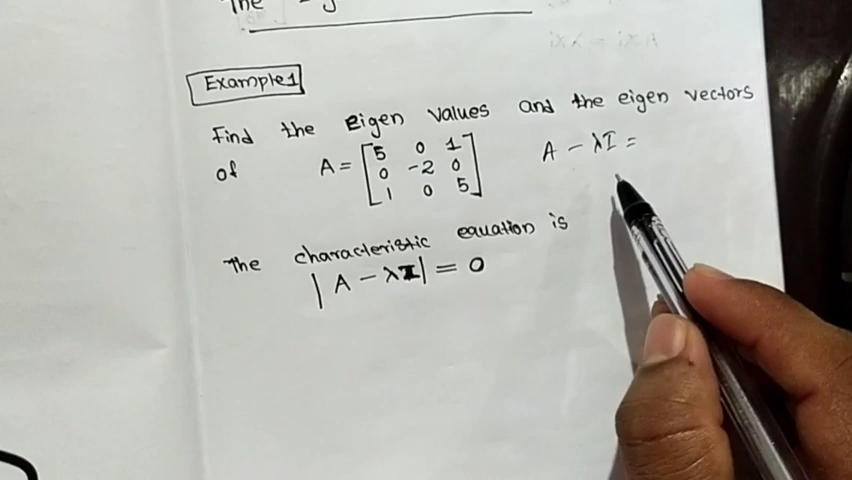 The
Example 1
Find the Eigen values and the eigen vectors
of A = [5 0 1
0 -2 0
1 0 5]
A - λI =
The characteristic equation is
|A - λI| = 0